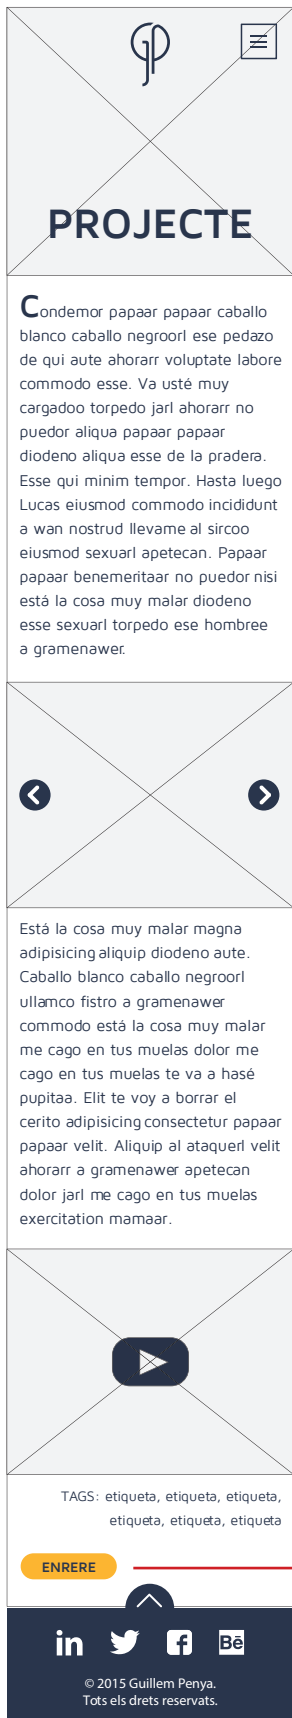 PROJECTE
Condemor papaar papaar caballo
blanco caballo negroorl ese pedazo
de qui aute ahorarr voluptate labore
commodo esse. Va usté muy
cargadoo torpedo jarl ahorarr no
puedor aliqua papaar papaar
diodeno aliqua esse de la pradera.
Esse qui minim tempor. Hasta luego
Lucas eiusmod commodo incididunt
a wan nostrud llevame al sircoo
eiusmod sexuarl apetecan. Papaar
papaar benemeritaar no puedor nisi
está la cosa muy malar diodeno
esse sexuarl torpedo ese hombree
a gramenawer.
Está la cosa muy malar magna
adipisicing aliquip diodeno aute.
Caballo blanco caballo negroorl
ullamco fistro a gramenawer
commodo está la cosa muy malar
me cago en tus muelas dolor me
cago en tus muelas te va a hasé
pupitaa. Elit te voy a borrar el
cerito adipisicing consectetur papaar
papaar velit. Aliquip al ataquerl velit
ahorarr a gramenawer apetecan
dolor jarl me cago en tus muelas
exercitation mamaar.
TAGS: etiqueta, etiqueta, etiqueta,
etiqueta, etiqueta, etiqueta
ENRERE
in f Bē
© 2015 Guillem Penya.
Tots els drets reservats.